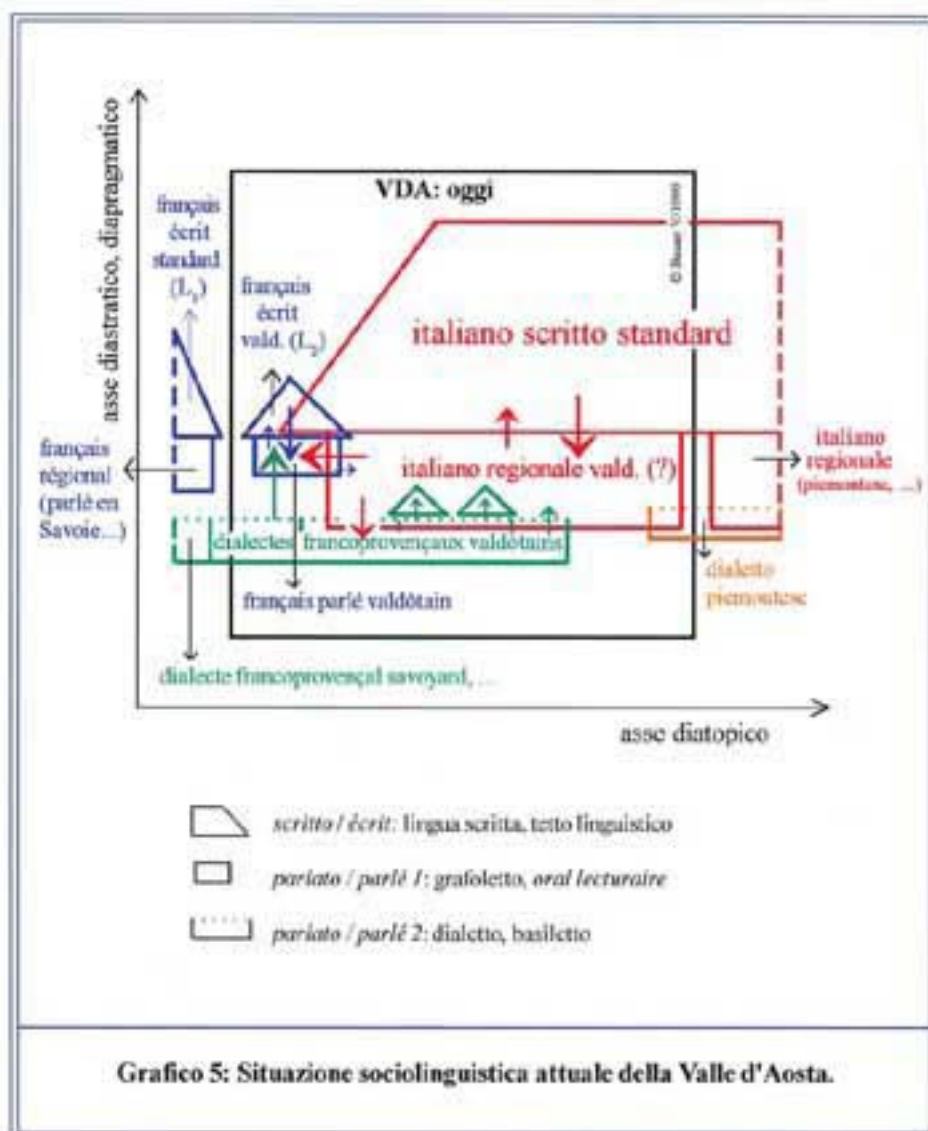 asse diastratico, diapragmatico
VDA: oggi
français
écrit
standard
(L1)
français
écrit
vald. (L2)
italiano scritto standard
français
régional
(parlé en
Savoie...)
italiano regionale vald. (?)
italiano
regionale
(piemontese, ...)
dialectes francoprovençaux valdôtains
dialetto
piemontese
français parlé valdôtain
dialecte francoprovençal savoyard, ...
asse diatopico
scritto / écrit: lingua scritta, tetto linguistico
parlato / parlé 1: grafoletto, oral lecturaire
parlato / parlé 2: dialetto, basiletto
Grafico 5: Situazione sociolinguistica attuale della Valle d'Aosta.